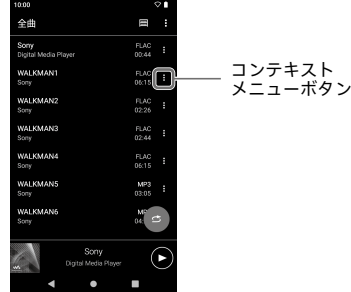 10:00
全曲
Sony FLAC
Digital Media Player 00:44
WALKMAN1 FLAC
Sony 06:15
WALKMAN2 FLAC
Sony 02:26
WALKMAN3 FLAC
Sony 02:44
WALKMAN4 FLAC
Sony 06:15
WALKMAN5 MP3
Sony 03:05
WALKMAN6
Sony
Sony
Digital Media Player
コンテキスト
メニューボタン